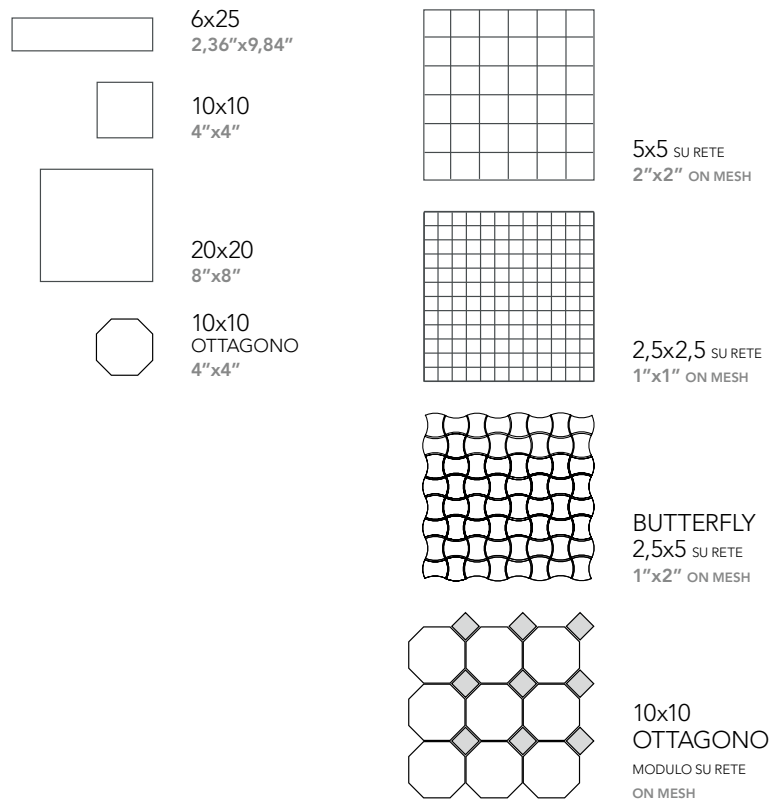 6x25
2,36”x9,84”
10x10
4”x4”
20x20
8”x8”
10x10
OTTAGONO
4”x4”
5x5 SU RETE
2”x2” ON MESH
2,5x2,5 SU RETE
1”x1” ON MESH
BUTTERFLY
2,5x5 SU RETE
1”x2” ON MESH
10x10
OTTAGONO
MODULO SU RETE
ON MESH